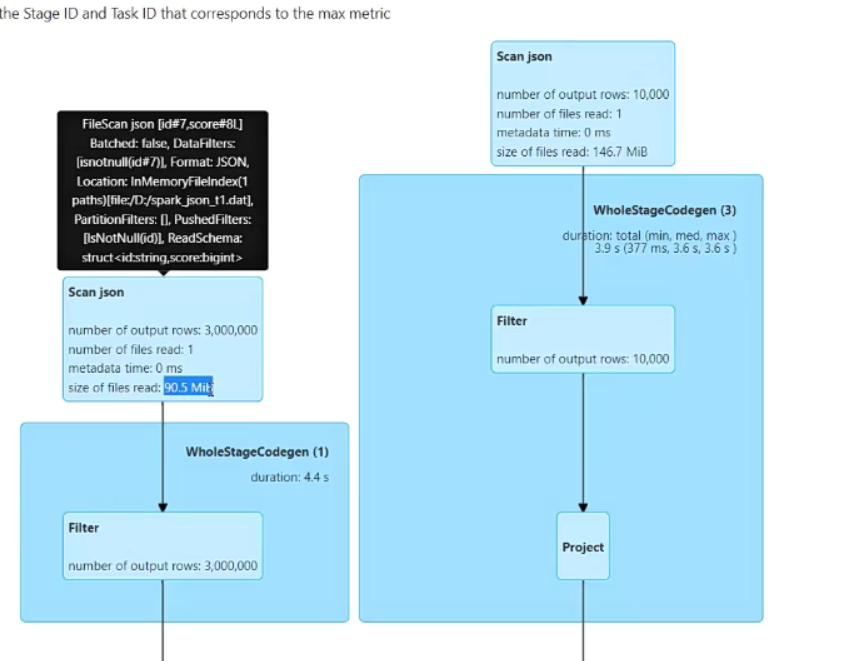 the Stage ID and Task ID that corresponds to the max metric
FileScan json [id#7,score#8L]
Batched: false, DataFilters:
[isnotnull(id#7)], Format: JSON,
Location: InMemoryFileIndex(1
paths)[file:/D:/spark_json_t1.dat],
PartitionFilters: [], PushedFilters:
[IsNotNull(id)], ReadSchema:
struct<id:string,score:bigint>
Scan json
number of output rows: 3,000,000
number of files read: 1
metadata time: 0 ms
size of files read: 90.5 MiB
WholeStageCodegen (1)
duration: 4.4 s
Filter
number of output rows: 3,000,000
Scan json
number of output rows: 10,000
number of files read: 1
metadata time: 0 ms
size of files read: 146.7 MiB
WholeStageCodegen (3)
duration: total (min, med, max )
3.9 s (377 ms, 3.6 s, 3.6 s )
Filter
number of output rows: 10,000
Project